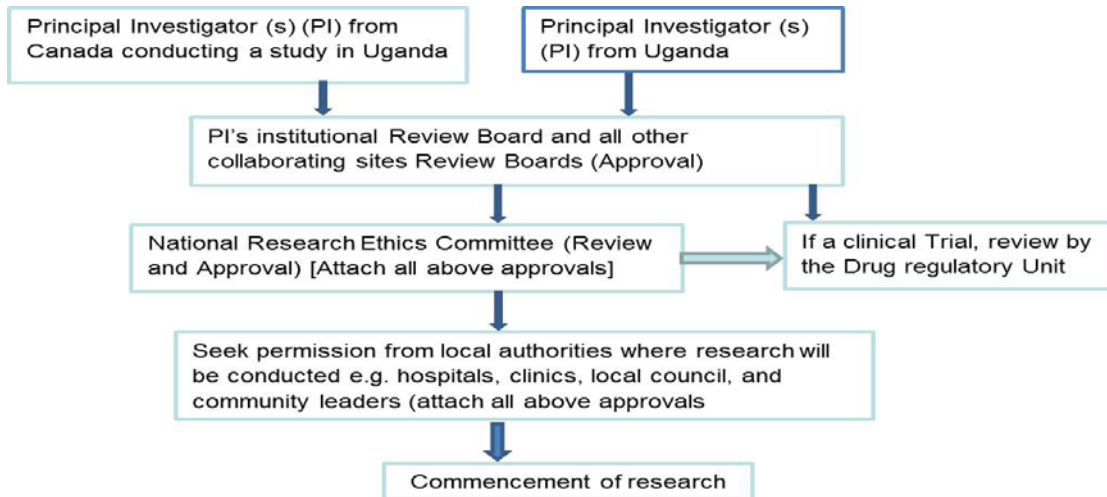 Principal Investigator (s) (PI) from
Canada conducting a study in Uganda
Principal Investigator (s)
(PI) from Uganda
PI's institutional Review Board and all other
collaborating sites Review Boards (Approval)
National Research Ethics Committee (Review
and Approval) [Attach all above approvals]
If a clinical Trial, review by
the Drug regulatory Unit
Seek permission from local authorities where research will
be conducted e.g. hospitals, clinics, local council, and
community leaders (attach all above approvals
Commencement of research